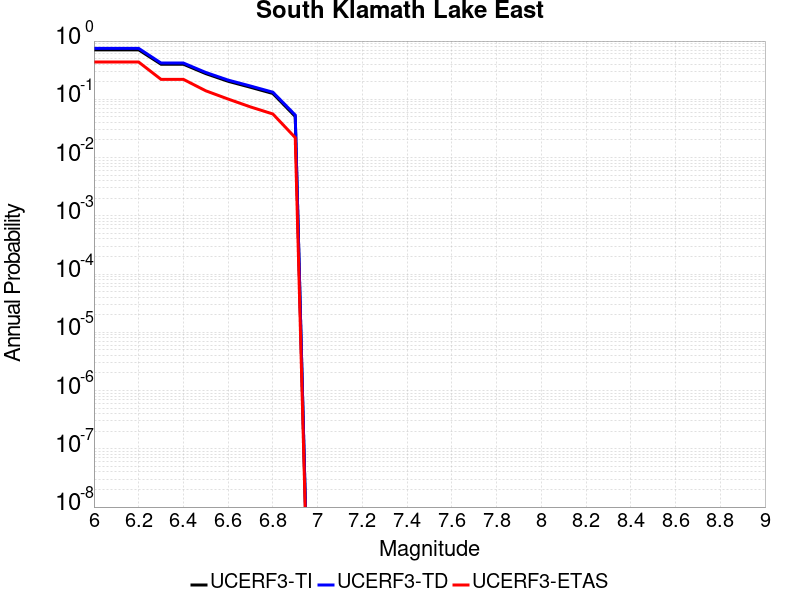 South Klamath Lake East
10^0
10^-1
10^-2
10^-3
10^-4
10^-5
10^-6
10^-7
10^-8
Annual Probability
6 6.2 6.4 6.6 6.8 7 7.2 7.4 7.6 7.8 8 8.2 8.4 8.6 8.8 9
Magnitude
UCERF3-TI UCERF3-TD UCERF3-ETAS